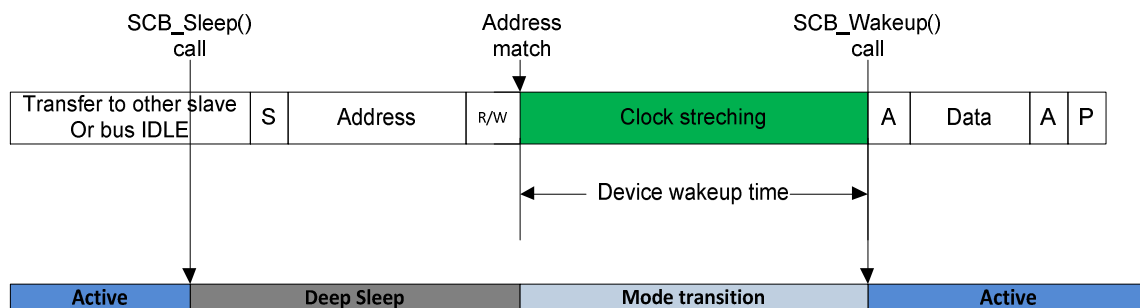 SCB_Sleep()
call
Address
match
SCB_Wakeup()
call
Transfer to other slave
Or bus IDLE
S
Address
R/W
Clock streching
A
Data
A
P
Device wakeup time
Active
Deep Sleep
Mode transition
Active